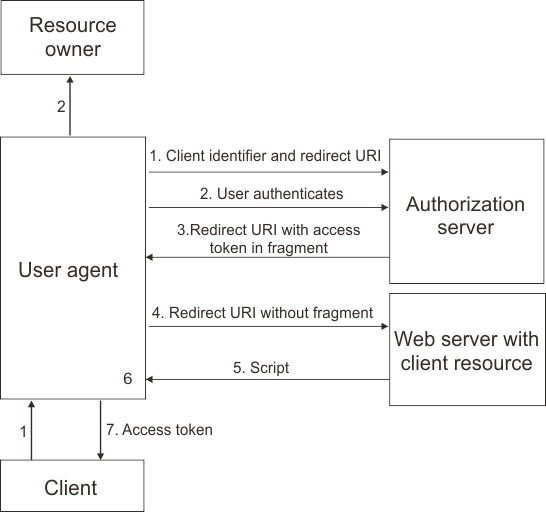 Resource
owner
2
1. Client identifier and redirect URI
2. User authenticates
3.Redirect URI with access
token in fragment
Authorization
server
User agent
4. Redirect URI without fragment
Web server with
client resource
5. Script
6
1
7. Access token
Client